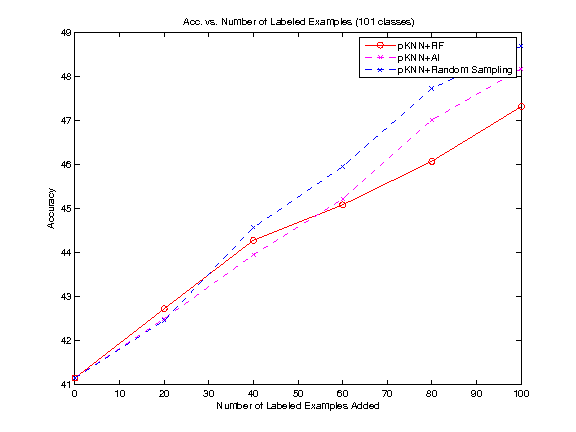 Acc. vs. Number of Labeled Examples (101 classes)
pKNN+RF
pKNN+AI
pKNN+Random Sampling
49
48
47
46
45
44
43
42
41
Accuracy
0 10 20 30 40 50 60 70 80 90 100
Number of Labeled Examples Added